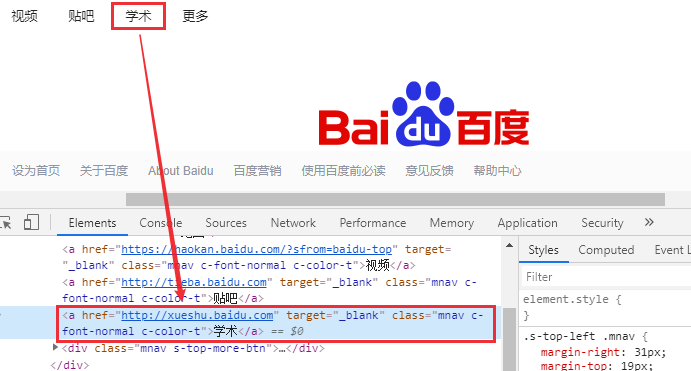 视频 贴吧 学术 更多
Bai du 百度
设为首页 关于百度 About Baidu 百度营销 使用百度前必读 意见反馈 帮助中心
Elements Console Sources Network Performance Memory Application Security »
<a href="https://haokan.baidu.com/?sfrom=baidu-top" target=
"_blank" class="mnav c-font-normal c-color-t">视频</a>
<a href="http://tieba.baidu.com" target="_blank" class="mnav c-
font-normal c-color-t">贴吧</a>
<a href="http://xueshu.baidu.com" target="_blank" class="mnav c-
font-normal c-color-t">学术</a> == $0
<div class="mnav s-top-more-btn">…</div>
</div>
Styles Computed Event L
Filter
element.style {
}
.s-top-left .mnav {
margin-right: 31px;
margin-top: 19px;